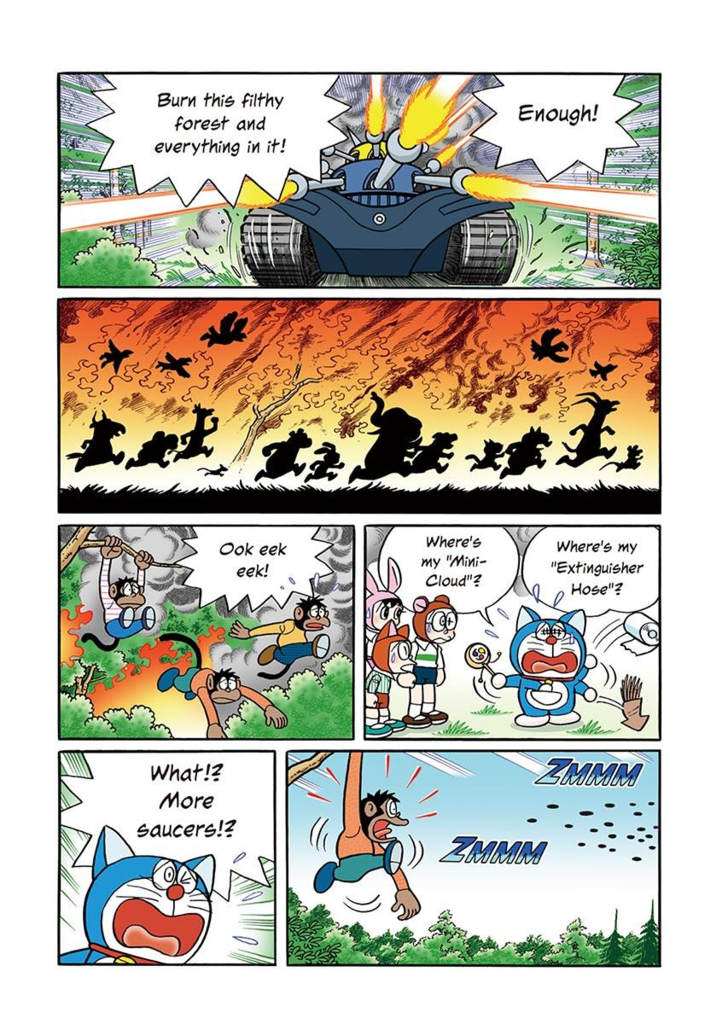 Burn this filthy
forest and
everything in it!
Enough!
Ook eek
eek!
Where's
my "Mini-
Cloud"?
Where's my
"Extinguisher
Hose"?
What!?
More
saucers!?
ZMMM
ZMMM